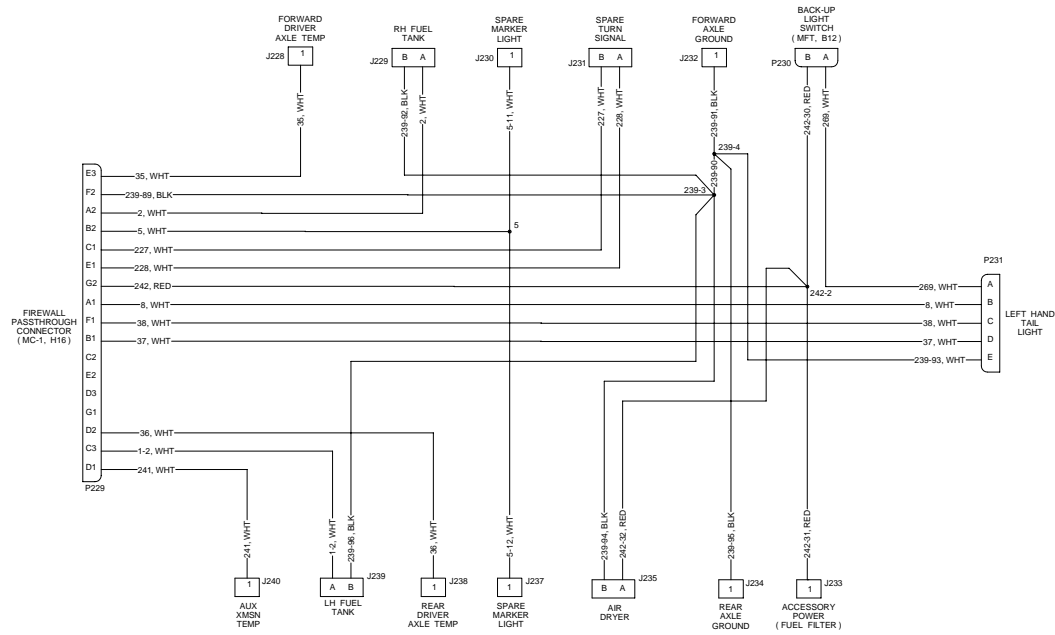 FORWARD
DRIVER
AXLE TEMP
J228
1
RH FUEL
TANK
J229
B A
SPARE
MARKER
LIGHT
J230
1
SPARE
TURN
SIGNAL
J231
B A
FORWARD
AXLE
GROUND
J232
1
BACK-UP
LIGHT
SWITCH
( MFT, B12 )
P230
B A
35, WHT
239-92, BLK
2, WHT
5-11, WHT
227, WHT
228, WHT
239-91, BLK
242-30, RED
269, WHT
239-4
239-90
239-3
5
242-2
FIREWALL
PASSTHROUGH
CONNECTOR
( MC-1, H16 )
E3
35, WHT
F2
239-89, BLK
A2
2, WHT
B2
5, WHT
C1
227, WHT
E1
228, WHT
G2
242, RED
A1
8, WHT
F1
38, WHT
B1
37, WHT
C2
E2
D3
G1
D2
36, WHT
C3
1-2, WHT
D1
241, WHT
P229
P231
269, WHT
A
8, WHT
B
38, WHT
C
37, WHT
D
239-93, WHT
E
LEFT HAND
TAIL
LIGHT
241, WHT
1-2, WHT
239-96, BLK
36, WHT
5-12, WHT
239-94, BLK
242-32, RED
239-95, BLK
242-31, RED
1
J240
AUX
XMSN
TEMP
A B
J239
LH FUEL
TANK
1
J238
REAR
DRIVER
AXLE TEMP
1
J237
SPARE
MARKER
LIGHT
B A
J235
AIR
DRYER
1
J234
REAR
AXLE
GROUND
1
J233
ACCESSORY
POWER
( FUEL FILTER )